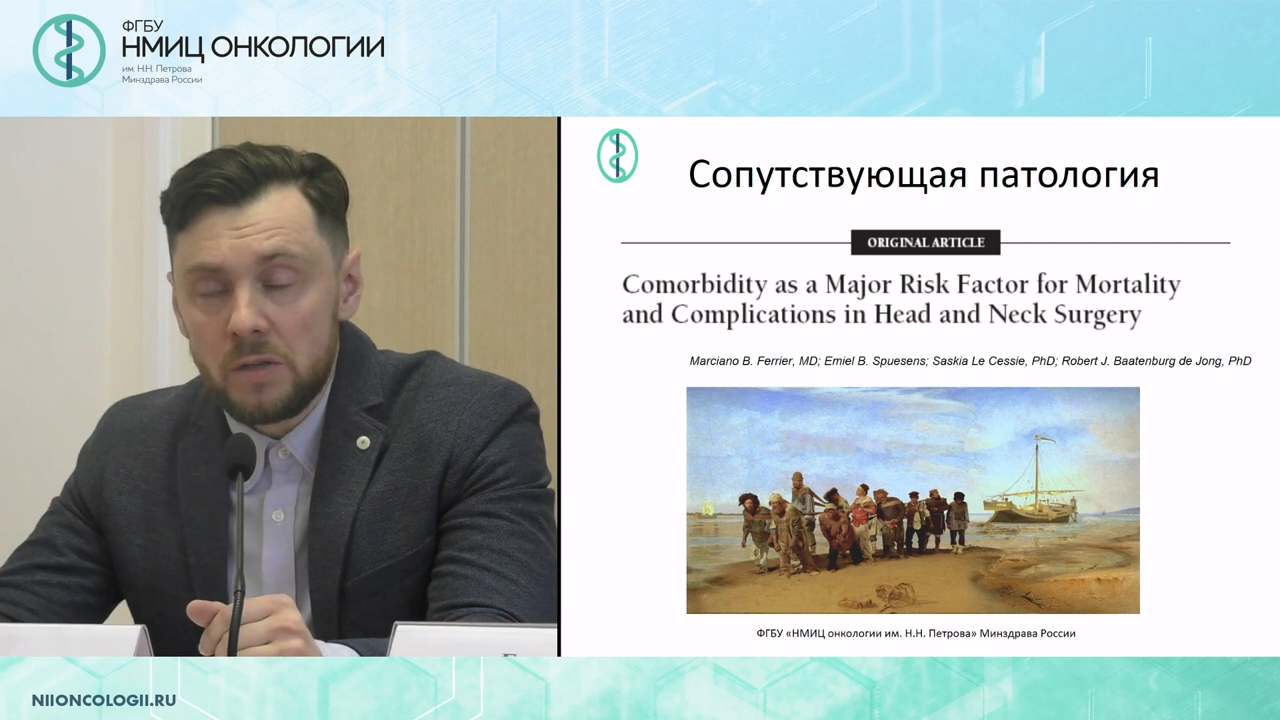 ФГБУ
НМИЦ ОНКОЛОГИИ
им. Н.Н. Петрова
Минздрава России
Сопутствующая патология
ORIGINAL ARTICLE
Comorbidity as a Major Risk Factor for Mortality
and Complications in Head and Neck Surgery
Marciano B. Ferrier, MD; Emiel B. Spuesens; Saskia Le Cessie, PhD; Robert J. Baatenburg de Jong, PhD
ФГБУ «НМИЦ онкологии им. Н.Н. Петрова» Минздрава России
NIIONCOLOGII.RU